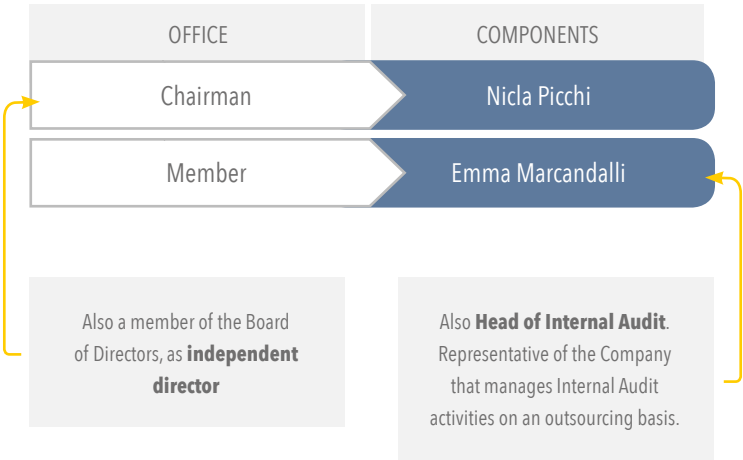 OFFICE
COMPONENTS
Chairman
Nicla Picchi
Member
Emma Marcandalli
Also a member of the Board
of Directors, as independent
director
Also Head of Internal Audit.
Representative of the Company
that manages Internal Audit
activities on an outsourcing basis.